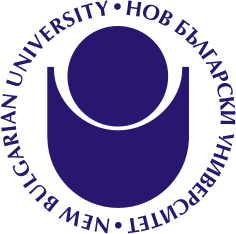 НОВ БЪЛГАРСКИ УНИВЕРСИТЕТ •
NEW BULGARIAN UNIVERSITY •